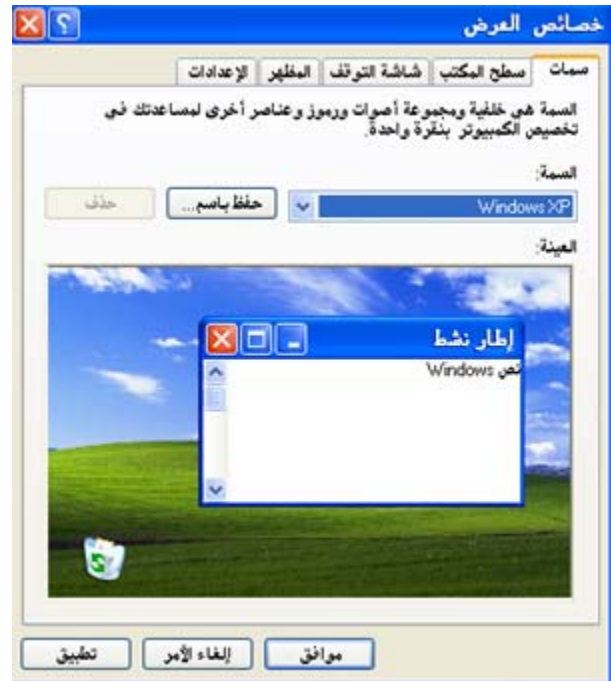 خصائص العرض
سمات
سطح المكتب
شاشة التوقف
المظهر
الإعدادات
السمة هي خلفية ومجموعة أصوات ورموز وعناصر أخرى لمساعدتك في
تخصيص الكمبيوتر بنقرة واحدة.
السمة:
Windows XP
حفظ باسم...
حذف
العينة:
إطار نشط
نص Windows
موافق
إلغاء الأمر
تطبيق